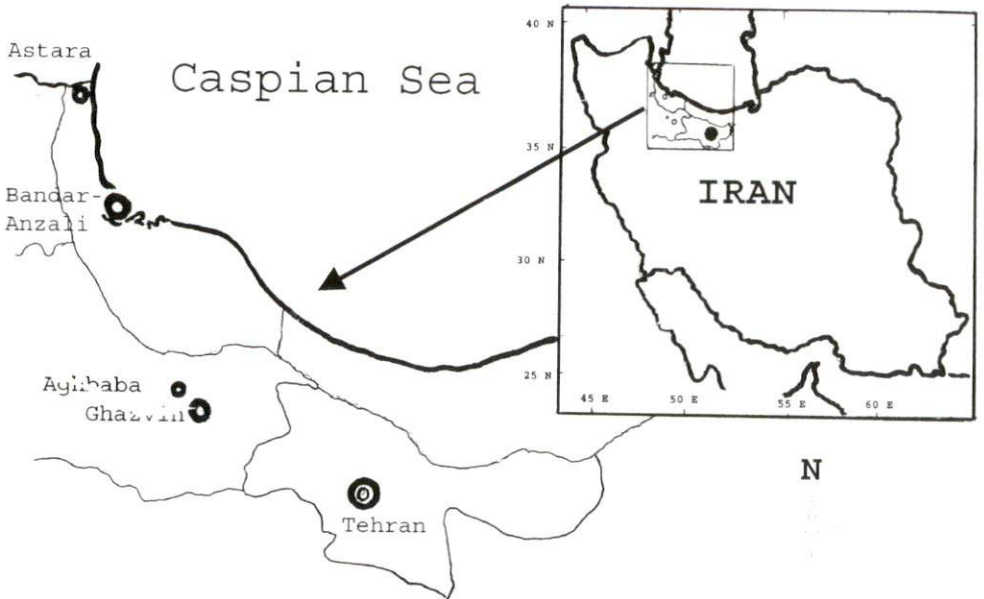 Astara
Caspian Sea
Bandar-
Anzali
Ghazvin
Tehran
40 N
35 N
IRAN
30 N
25 N
45 E 50 E 55 E 60 E
N